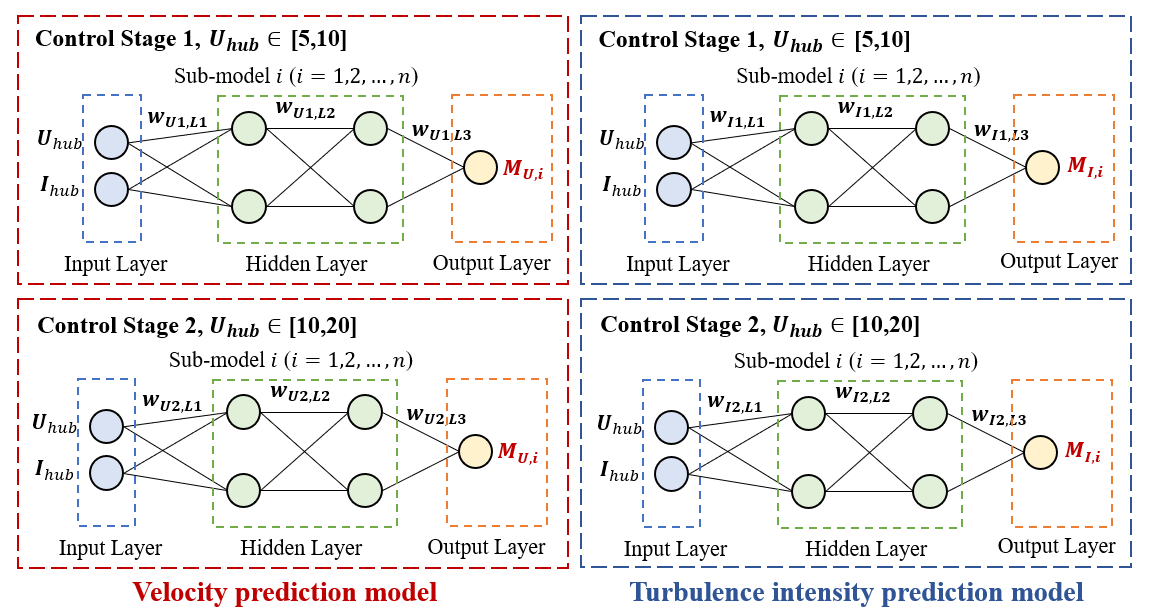 Control Stage 1, U_hub ∈ [5,10]
Sub-model i (i = 1,2, …, n)
w_U1,L1
w_U1,L2
w_U1,L3
U_hub
I_hub
M_U,i
Input Layer
Hidden Layer
Output Layer
Control Stage 1, U_hub ∈ [5,10]
Sub-model i (i = 1,2, …, n)
w_I1,L1
w_I1,L2
w_I1,L3
U_hub
I_hub
M_I,i
Input Layer
Hidden Layer
Output Layer
Control Stage 2, U_hub ∈ [10,20]
Sub-model i (i = 1,2, …, n)
w_U2,L1
w_U2,L2
w_U2,L3
U_hub
I_hub
M_U,i
Input Layer
Hidden Layer
Output Layer
Control Stage 2, U_hub ∈ [10,20]
Sub-model i (i = 1,2, …, n)
w_I2,L1
w_I2,L2
w_I2,L3
U_hub
I_hub
M_I,i
Input Layer
Hidden Layer
Output Layer
Velocity prediction model
Turbulence intensity prediction model